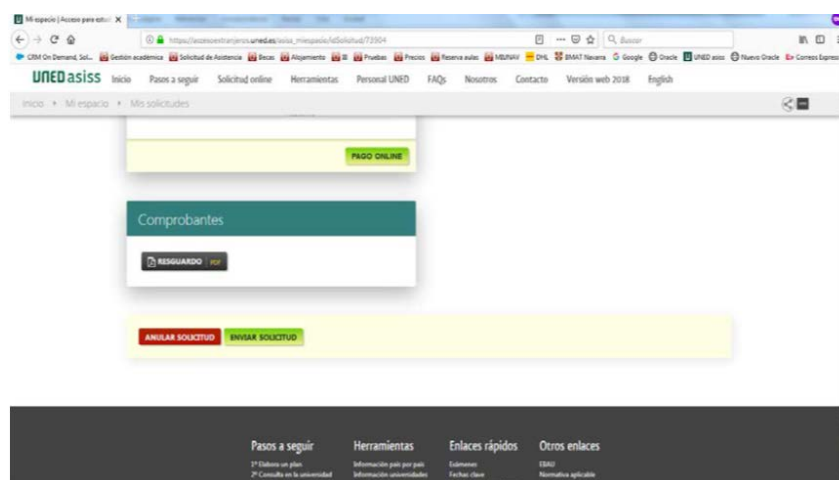 Mi espacio | Acceso para estu X
https://accesoextranjeros.uned.es/asiss_miespacio/idSolicitud/73904
Buscar
CRM On Demand, Sol... Gestión académica Solicitud de Asistencia Becas Alojamiento Pruebas Precios Reserva aulas DHL BMAT Navarra Google Oracle UNED asiss Nuevo Oracle Correos Express
UNEDasiss Inicio Pasos a seguir Solicitud online Herramientas Personal UNED FAQs Nosotros Contacto Versión web 2018 English
Inicio Mi espacio Mis solicitudes
PAGO ONLINE
Comprobantes
RESGUARDO PDF
ANULAR SOLICITUD ENVIAR SOLICITUD
Pasos a seguir Herramientas Enlaces rápidos Otros enlaces
1º Elabora un plan Información país por país Exámenes EBAU
2º Consulta en la universidad Información universidades Fechas clave Normativa aplicable